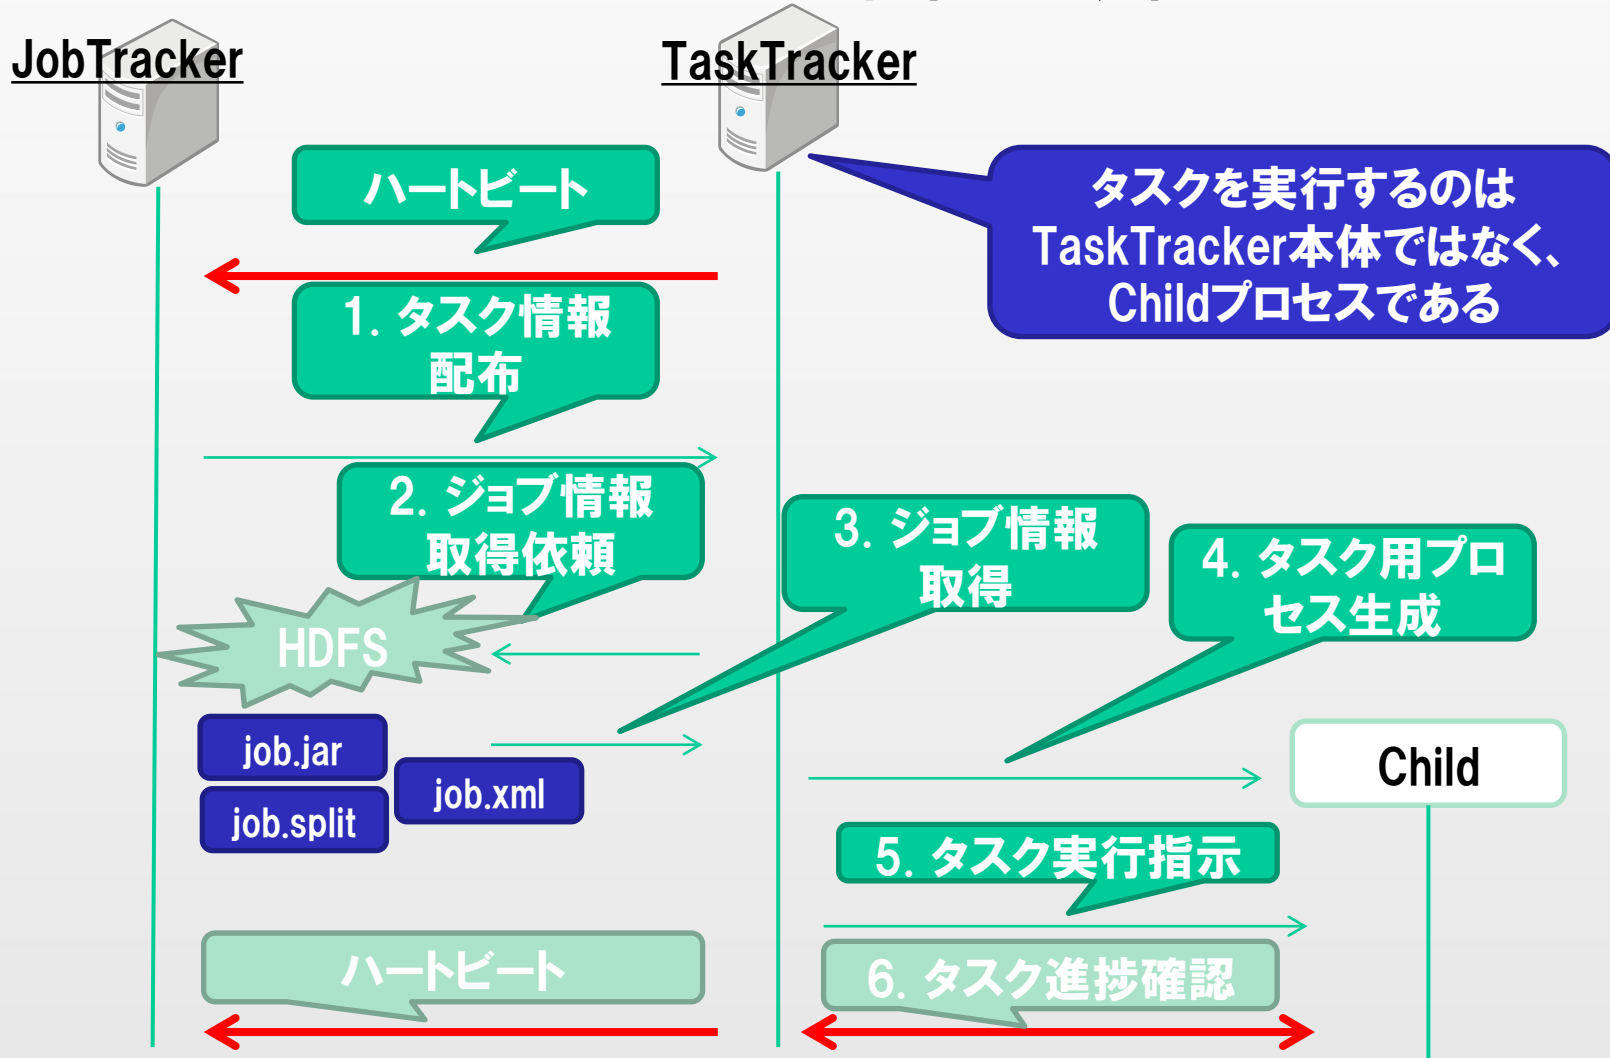 JobTracker
TaskTracker
ハートビート
タスクを実行するのは
TaskTracker本体ではなく、
Childプロセスである
1. タスク情報
配布
2. ジョブ情報
取得依頼
3. ジョブ情報
取得
4. タスク用プロ
セス生成
HDFS
job.jar
job.xml
job.split
Child
5. タスク実行指示
ハートビート
6. タスク進捗確認